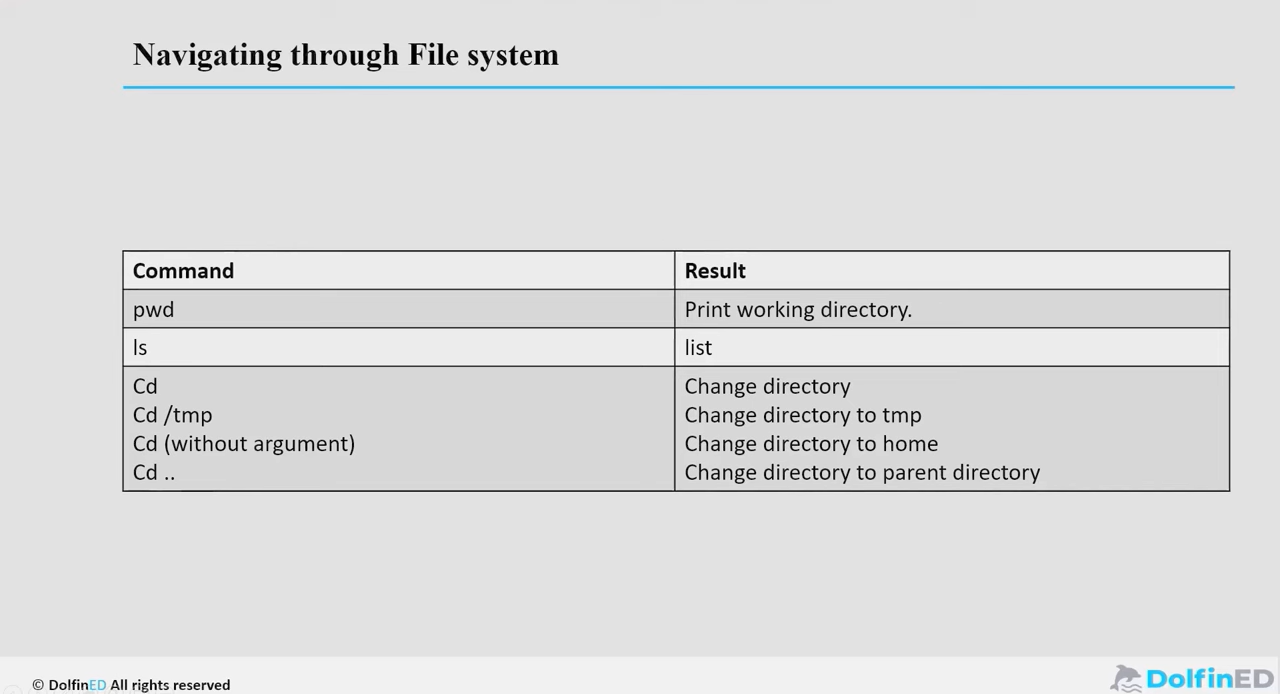 Navigating through File system
Command Result
pwd Print working directory.
ls list
Cd Change directory
Cd /tmp Change directory to tmp
Cd (without argument) Change directory to home
Cd .. Change directory to parent directory
© DolfinED All rights reserved
DolfinED